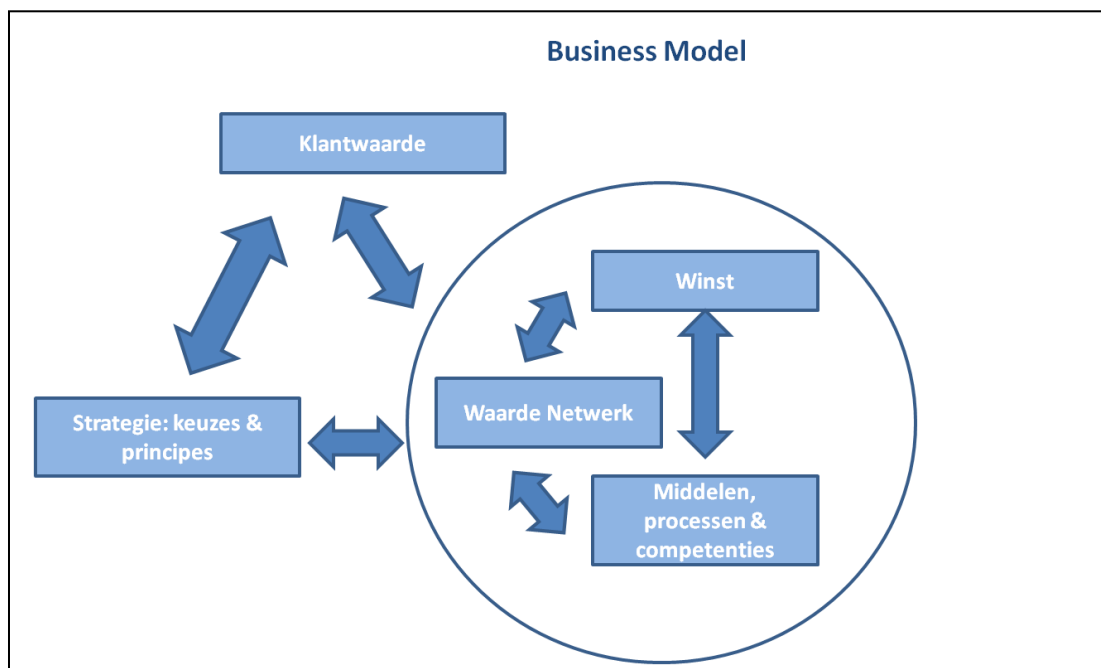 Business Model
Klantwaarde
Winst
Waarde Netwerk
Strategie: keuzes &
principes
Middelen,
processen &
competenties